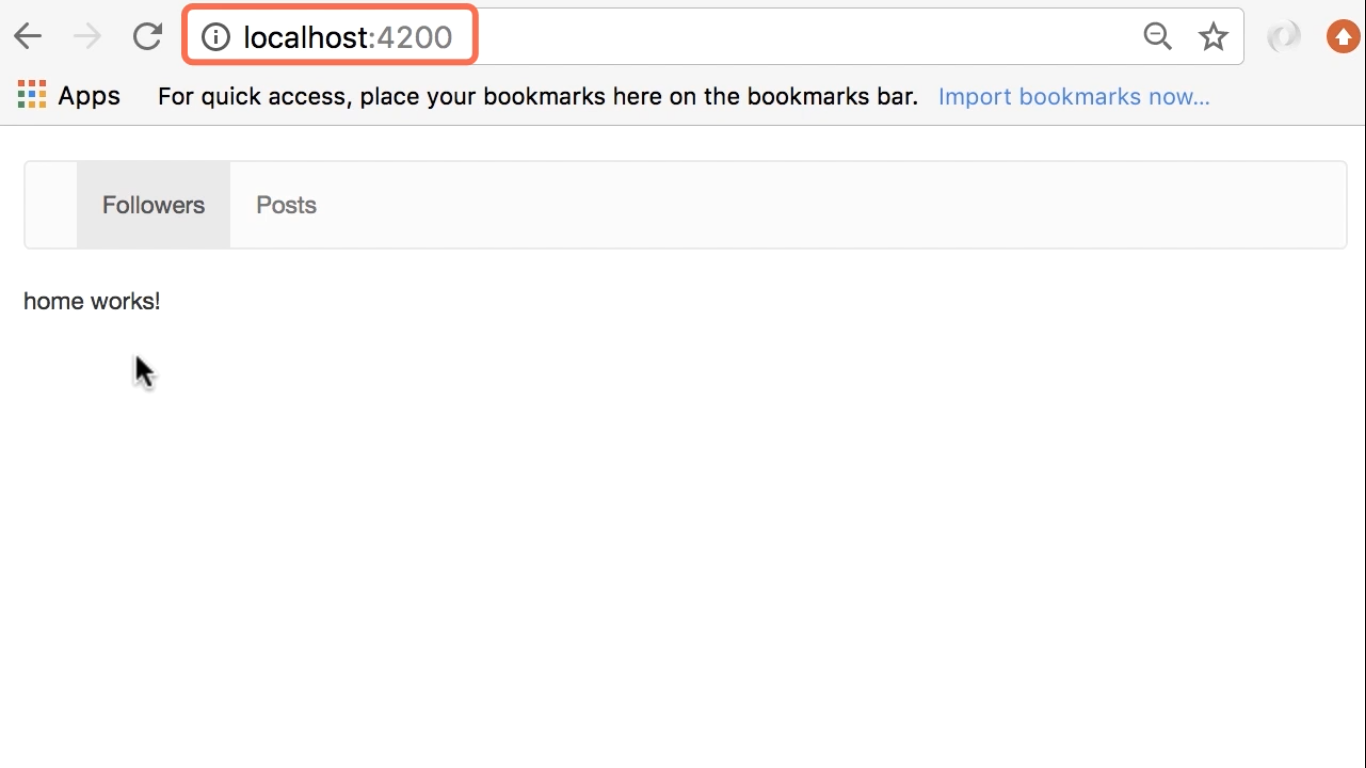 localhost:4200
Apps For quick access, place your bookmarks here on the bookmarks bar. Import bookmarks now...
Followers Posts
home works!